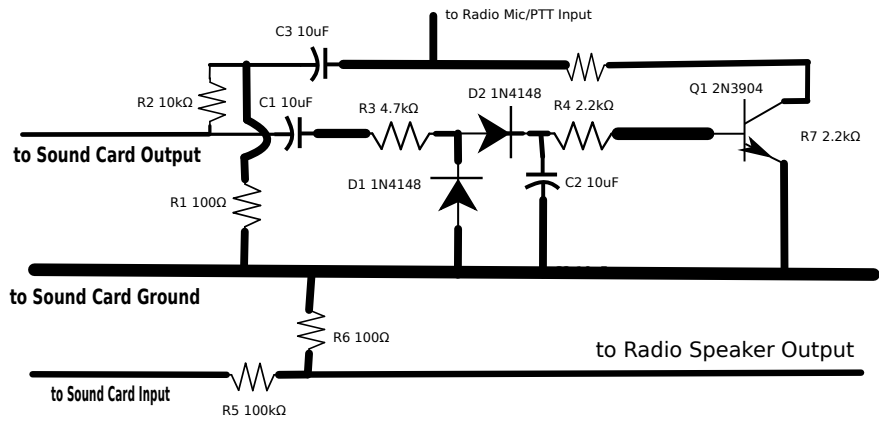 to Radio Mic/PTT Input
C3 10uF
D2 1N4148
Q1 2N3904
R2 10kΩ
C1 10uF
R3 4.7kΩ
R4 2.2kΩ
R7 2.2kΩ
to Sound Card Output
D1 1N4148
C2 10uF
R1 100Ω
to Sound Card Ground
R6 100Ω
to Radio Speaker Output
to Sound Card Input
R5 100kΩ